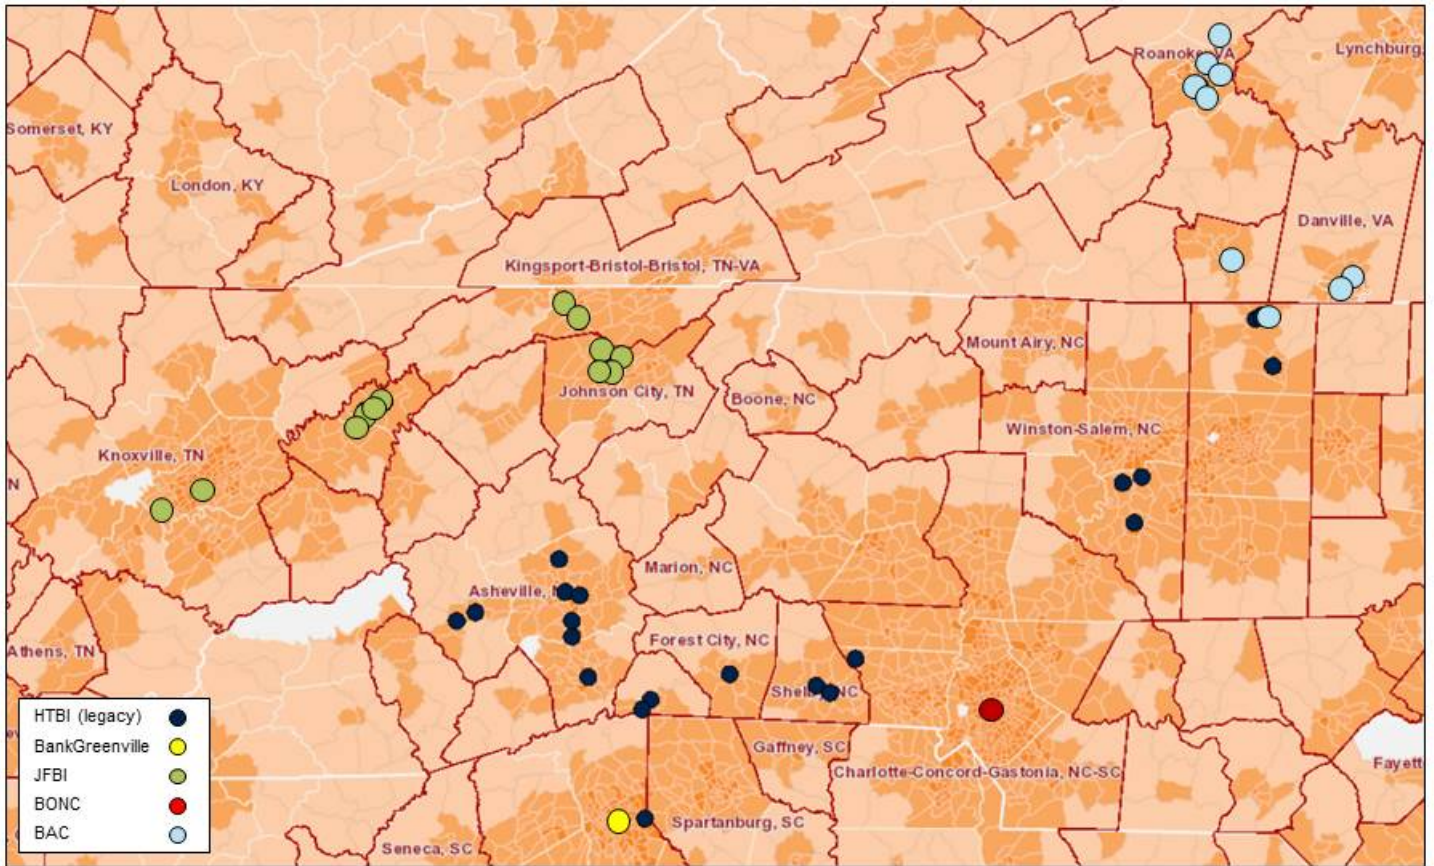 Roanoke, VA
Lynchburg,
Somerset, KY
London, KY
Danville, VA
Kingsport-Bristol-Bristol, TN-VA
Mount Airy, NC
Johnson City, TN
Boone, NC
Winston-Salem, NC
Knoxville, TN
N
Marion, NC
Asheville, N
Forest City, NC
Athens, TN
Shelby, NC
HTBI (legacy)
BankGreenville
JFBI
BONC
BAC
Gaffney, SC
Charlotte-Concord-Gastonia, NC-SC
Fayett
Spartanburg, SC
Seneca, SC